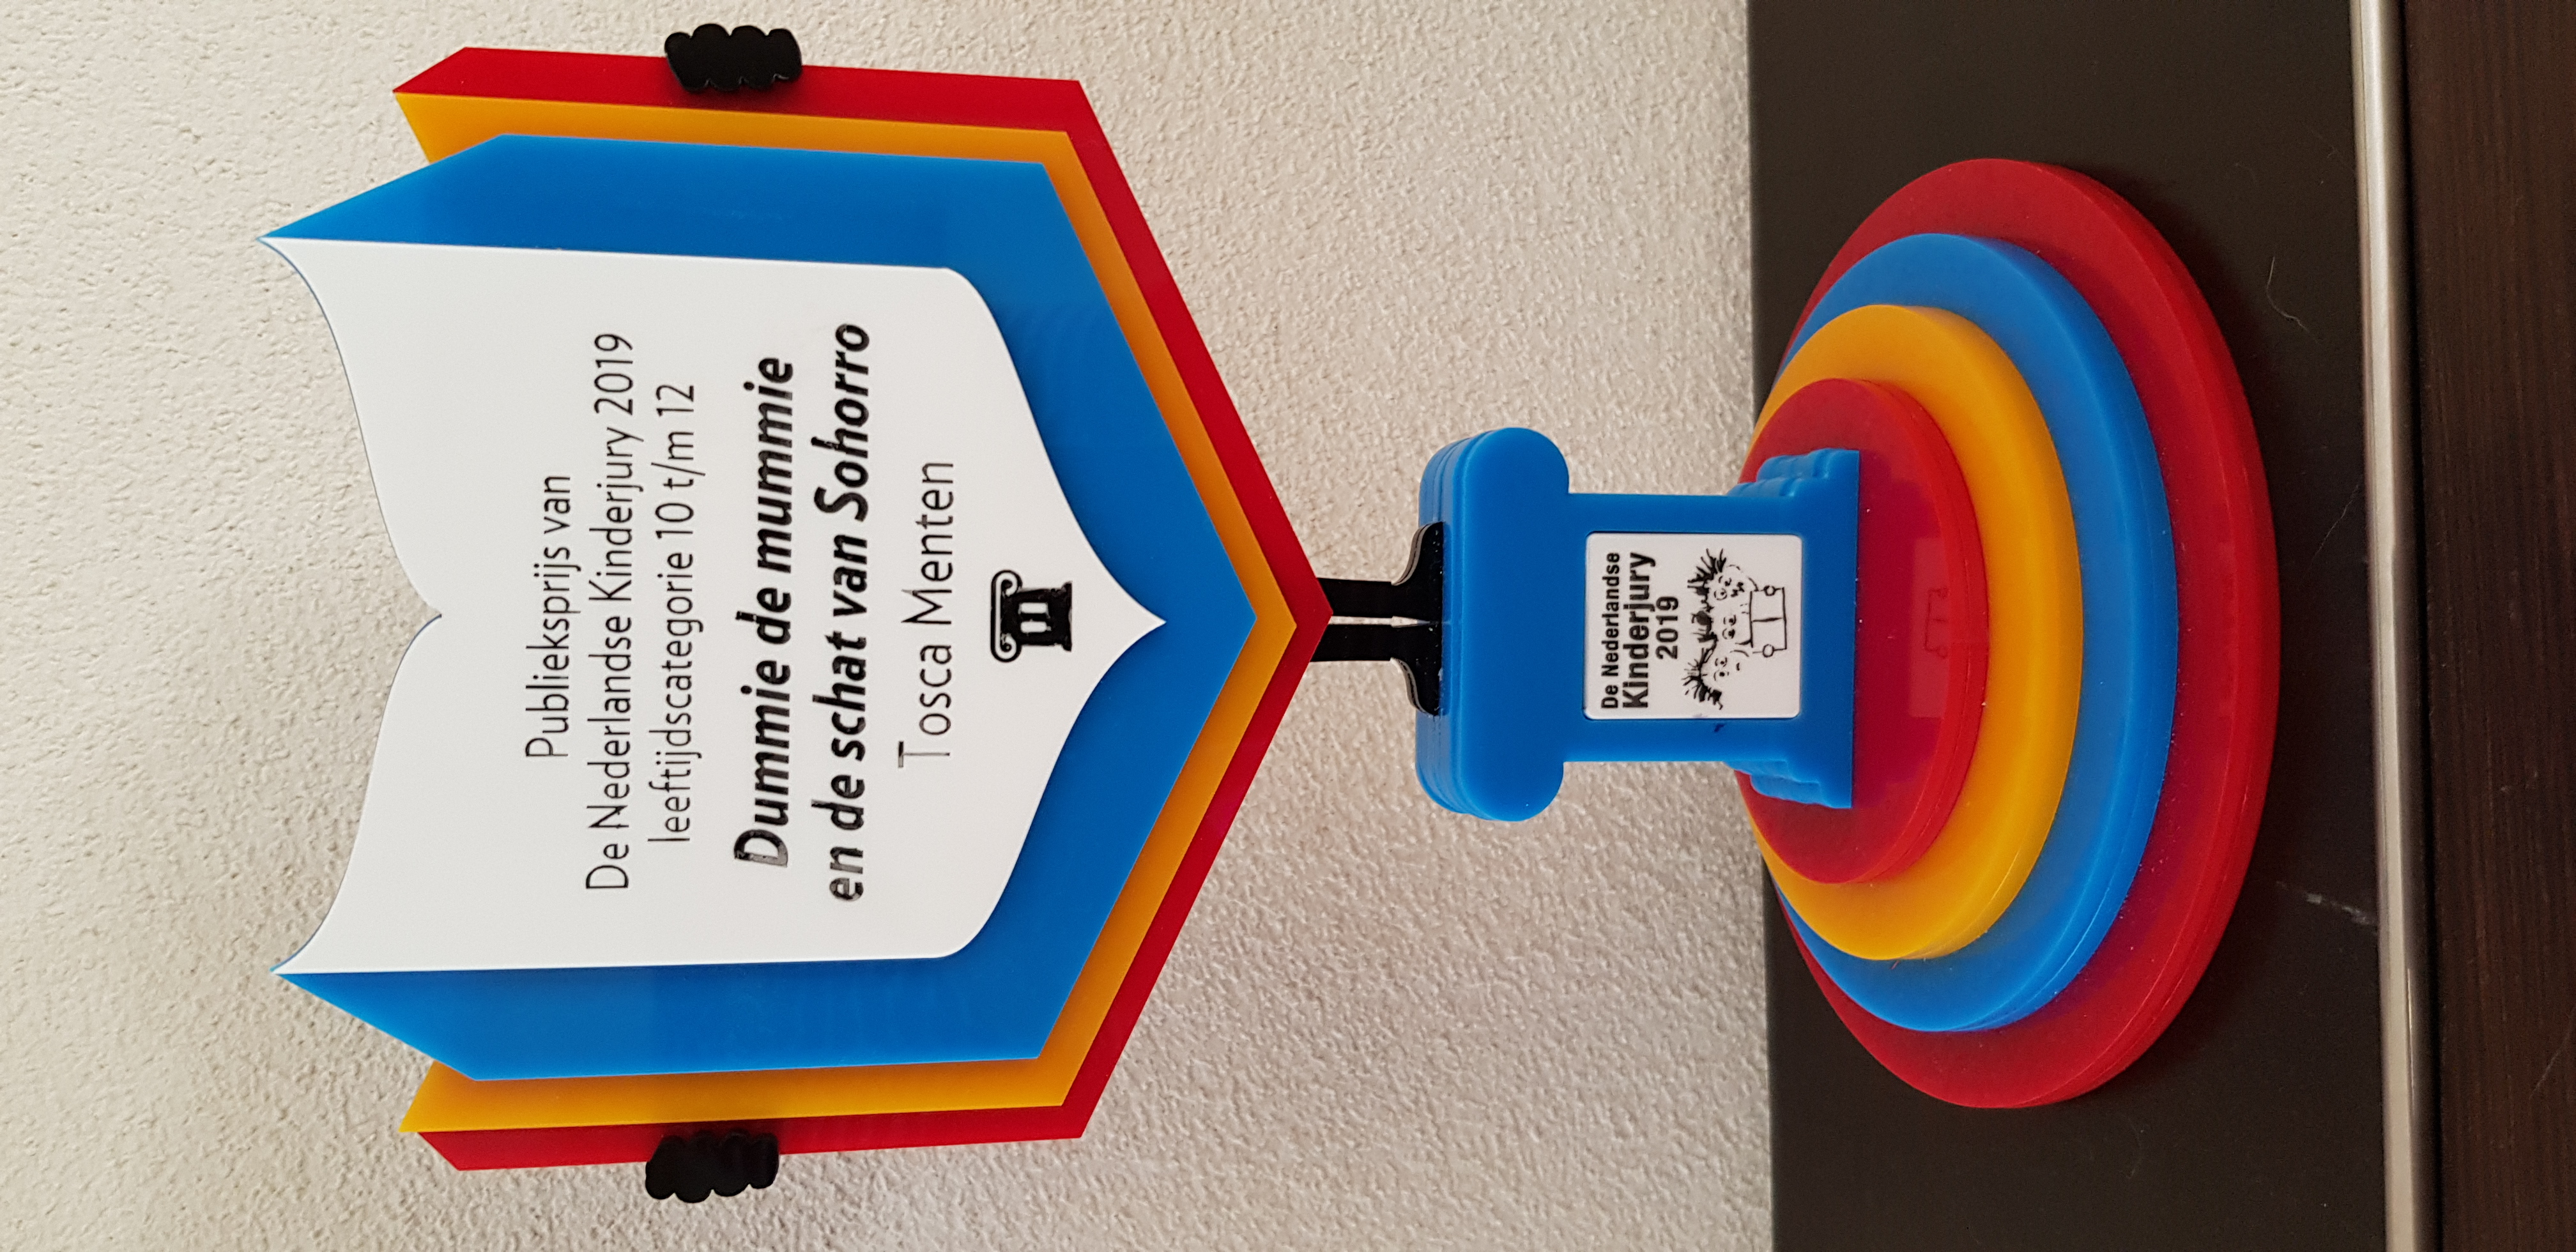 Publieksprijs van
De Nederlandse Kinderjury 2019
leeftijdscategorie 10 t/m 12
Dummie de mummie
en de schat van Sohorro
Tosca Menten
De Nederlandse
Kinderjury
2019